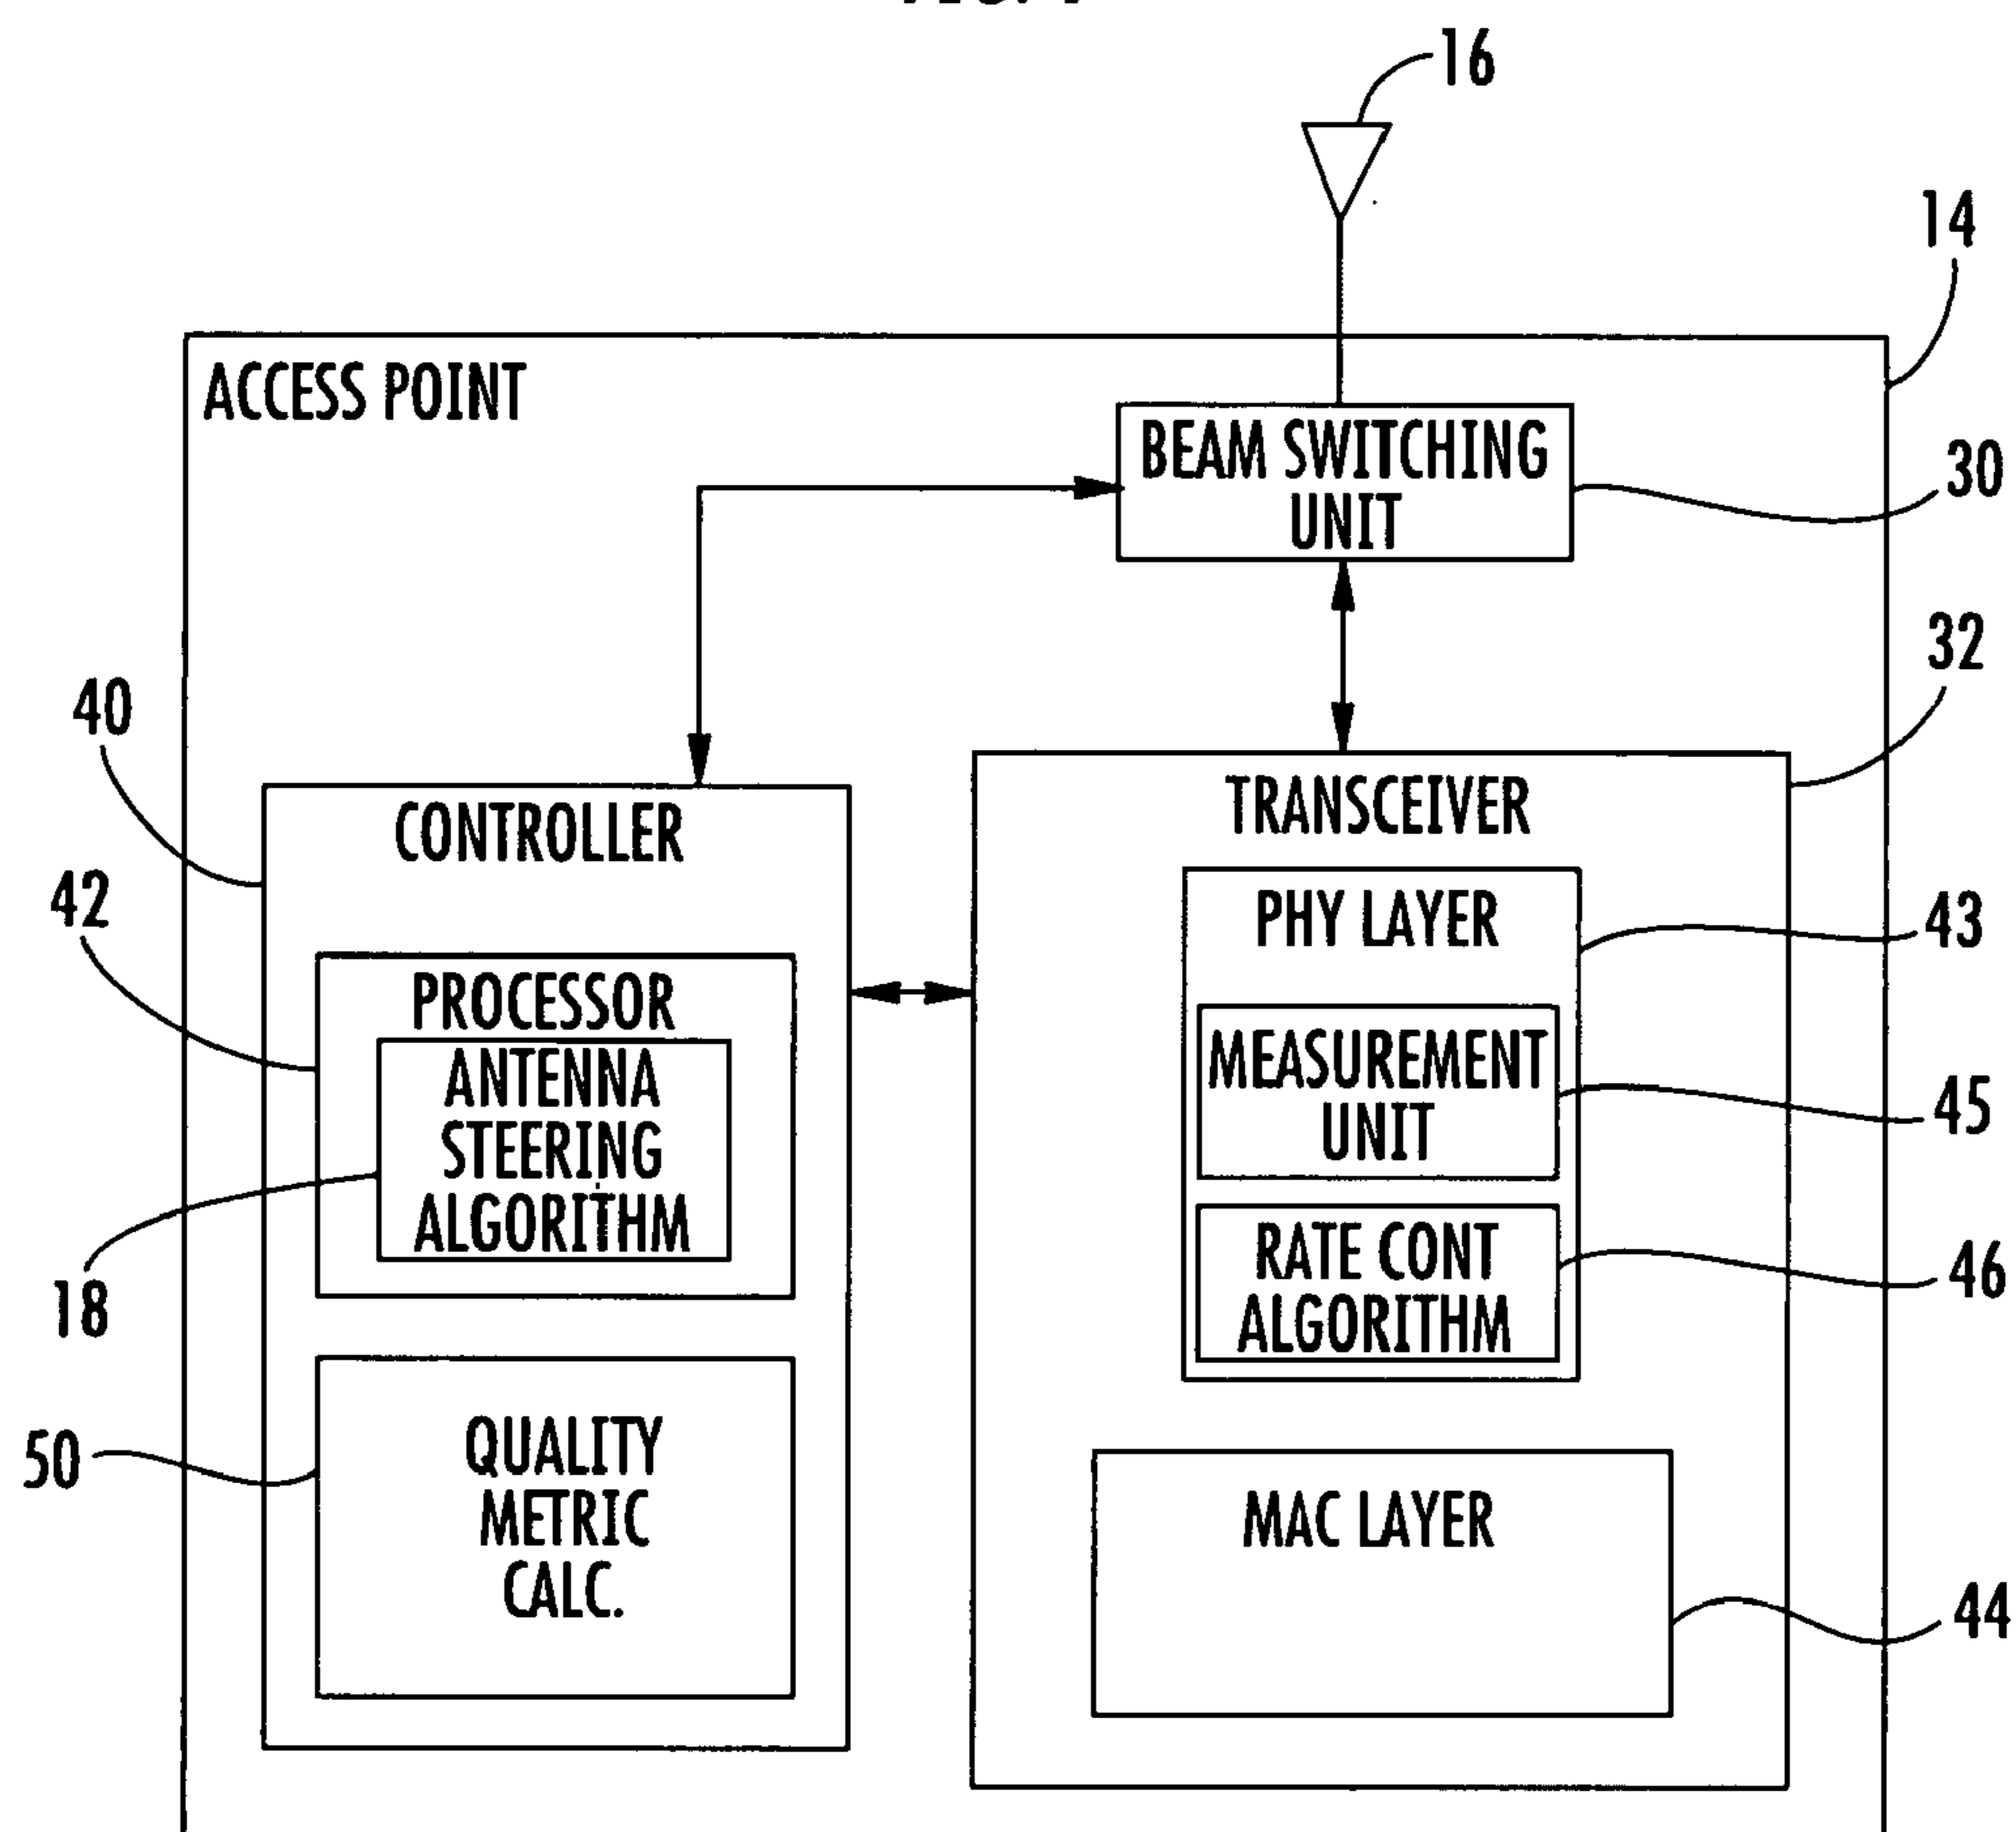 16
14
ACCESS POINT
BEAM SWITCHING
UNIT
30
32
40
CONTROLLER
TRANSCEIVER
42
PHY LAYER
43
PROCESSOR
ANTENNA
STEERING
ALGORITHM
MEASUREMENT
UNIT
45
18
RATE CONT
ALGORITHM
46
50
QUALITY
METRIC
CALC.
MAC LAYER
44